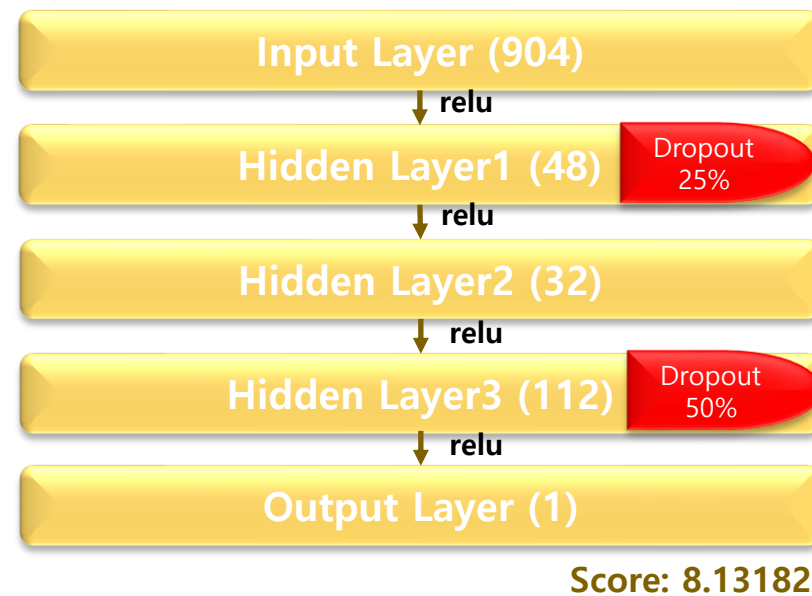 Input Layer (904)
relu
Hidden Layer1 (48)
Dropout
25%
relu
Hidden Layer2 (32)
relu
Hidden Layer3 (112)
Dropout
50%
relu
Output Layer (1)
Score: 8.13182